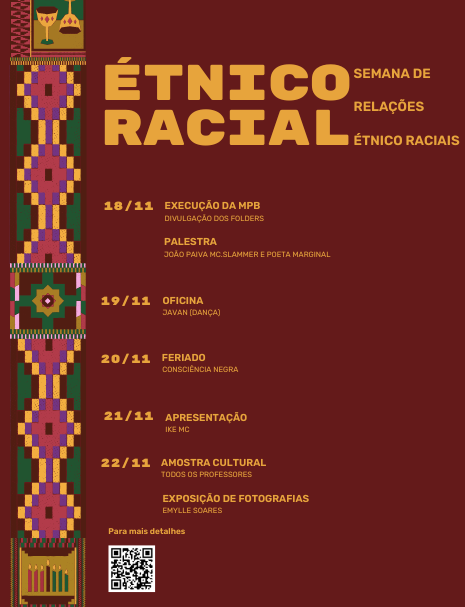 ÉTNICO
RACIAL
SEMANA DE
RELAÇÕES
ÉTNICO RACIAIS
18/11 EXECUÇÃO DA MPB
DIVULGAÇÃO DOS FOLDERS
PALESTRA
JOÃO PAIVA MC.SLAMMER E POETA MARGINAL
19/11 OFICINA
JAVAN (DANÇA)
20/11 FERIADO
CONSCIÊNCIA NEGRA
21/11 APRESENTAÇÃO
IKE MC
22/11 AMOSTRA CULTURAL
TODOS OS PROFESSORES
EXPOSIÇÃO DE FOTOGRAFIAS
EMYLLE SOARES
Para mais detalhes